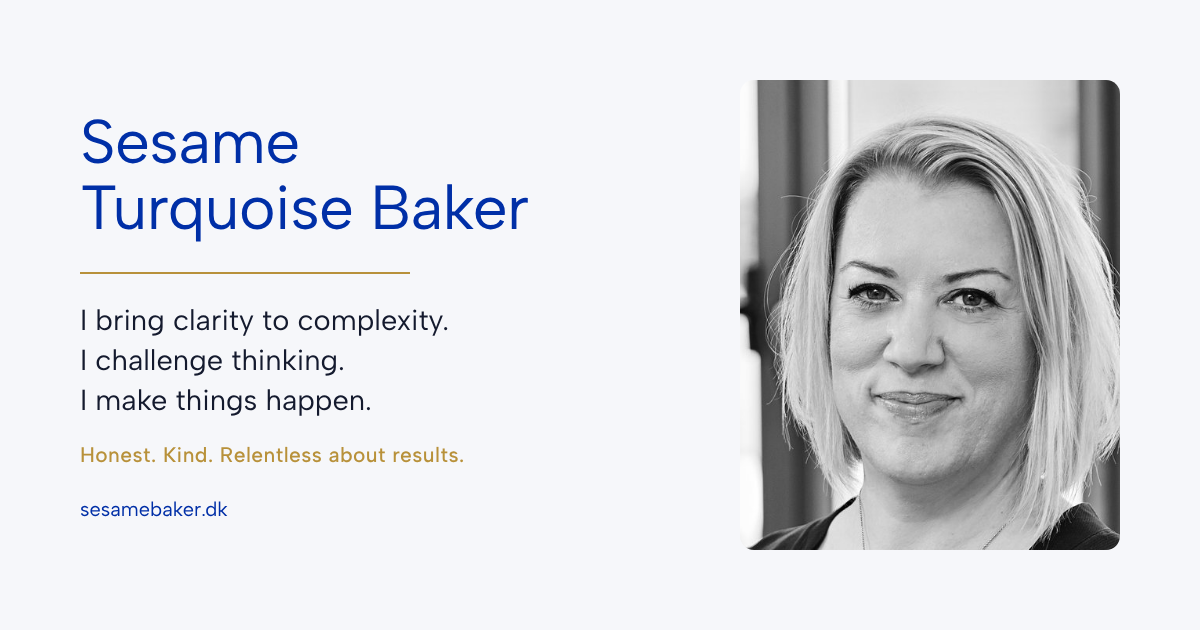 Sesame
Turquoise Baker
I bring clarity to complexity.
I challenge thinking.
I make things happen.
Honest. Kind. Relentless about results.
sesamebaker.dk